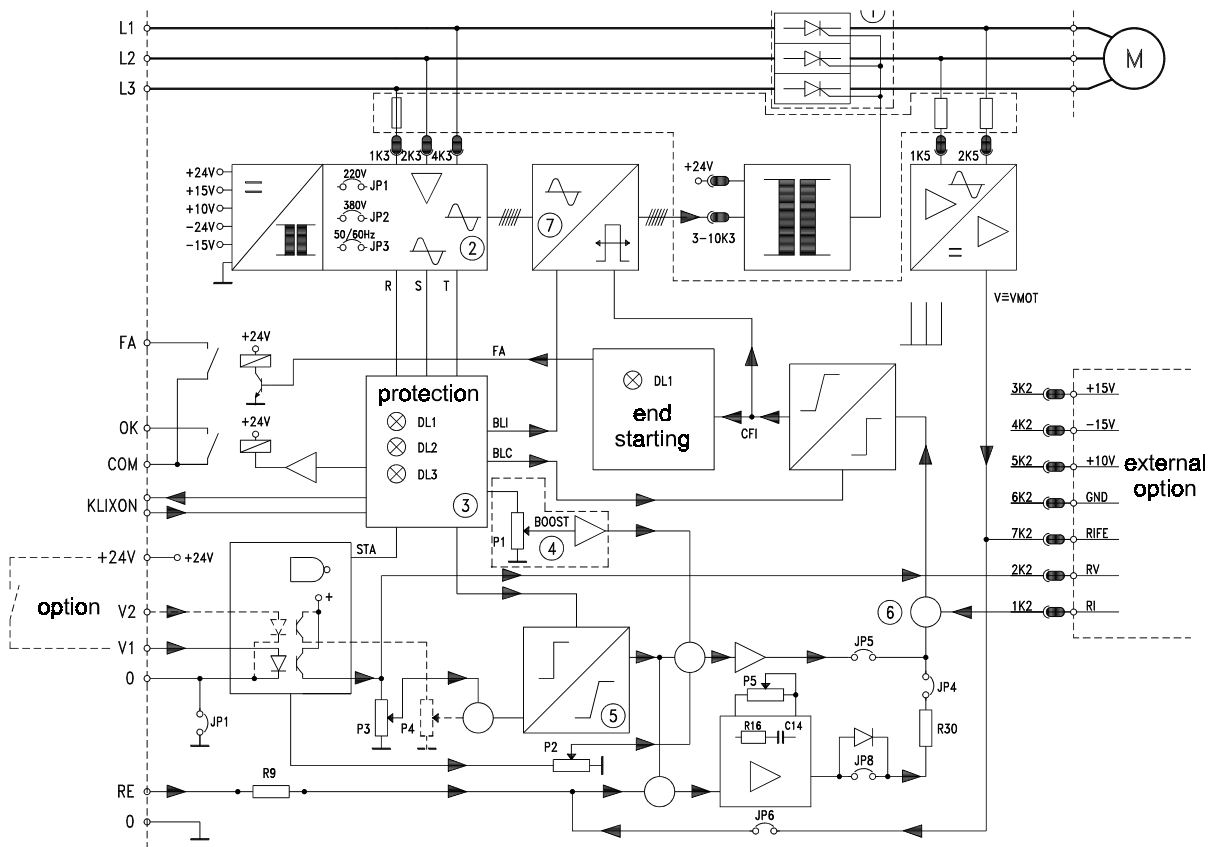 L1
L2
L3
1
M
1K3 2K3 4K3
1K5 2K5
+24V
+15V
+10V
-24V
-15V
220V
JP1
380V
JP2
50/60Hz
JP3
2
7
+24V
3-10K3
R S T
V≡VMOT
FA
+24V
FA
DL1
end
starting
CFI
protection
DL1
DL2
DL3
3
BLI
BLC
OK
+24V
COM
KLIXON
3K2 +15V
4K2 -15V
5K2 +10V
6K2 GND
7K2 RIFE
2K2 RV
1K2 RI
external
option
P1
BOOST
4
+24V
+24V
STA
option
V2
+
V1
0
JP1
P3
P4
5
6
JP5
JP4
P5
R16 C14
R30
P2
JP8
RE
R9
JP6
0